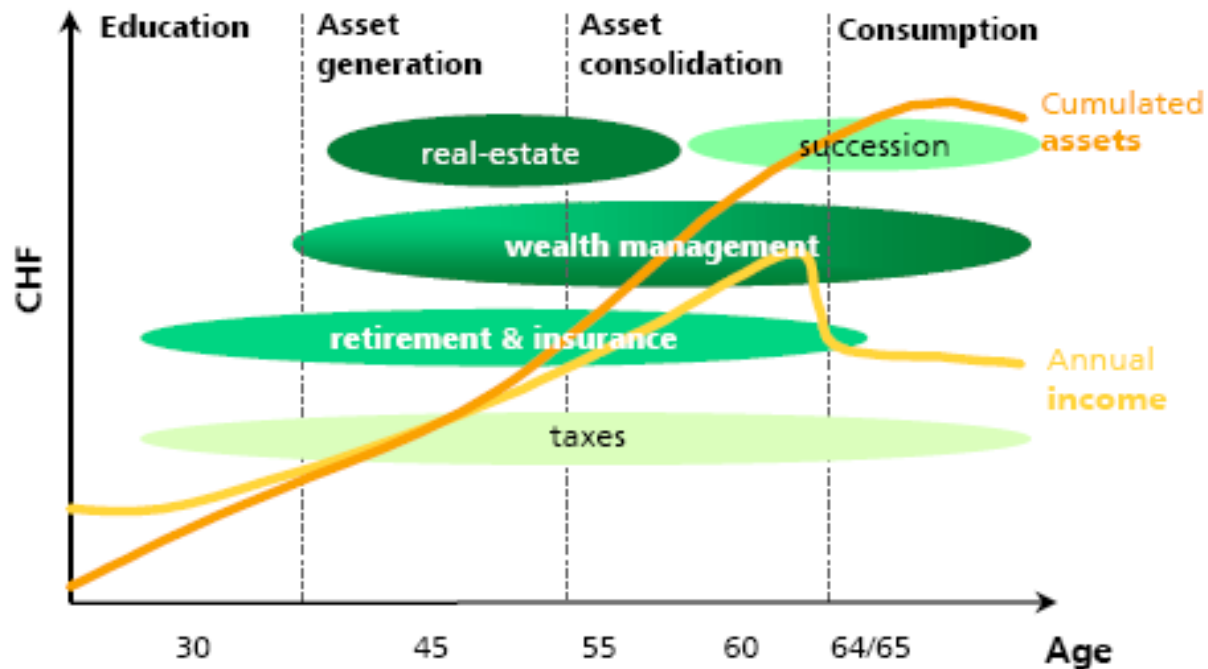 Education
Asset
generation
Asset
consolidation
Consumption
Cumulated
assets
real-estate
succession
wealth management
CHF
retirement & insurance
Annual
income
taxes
30
45
55
60
64/65
Age